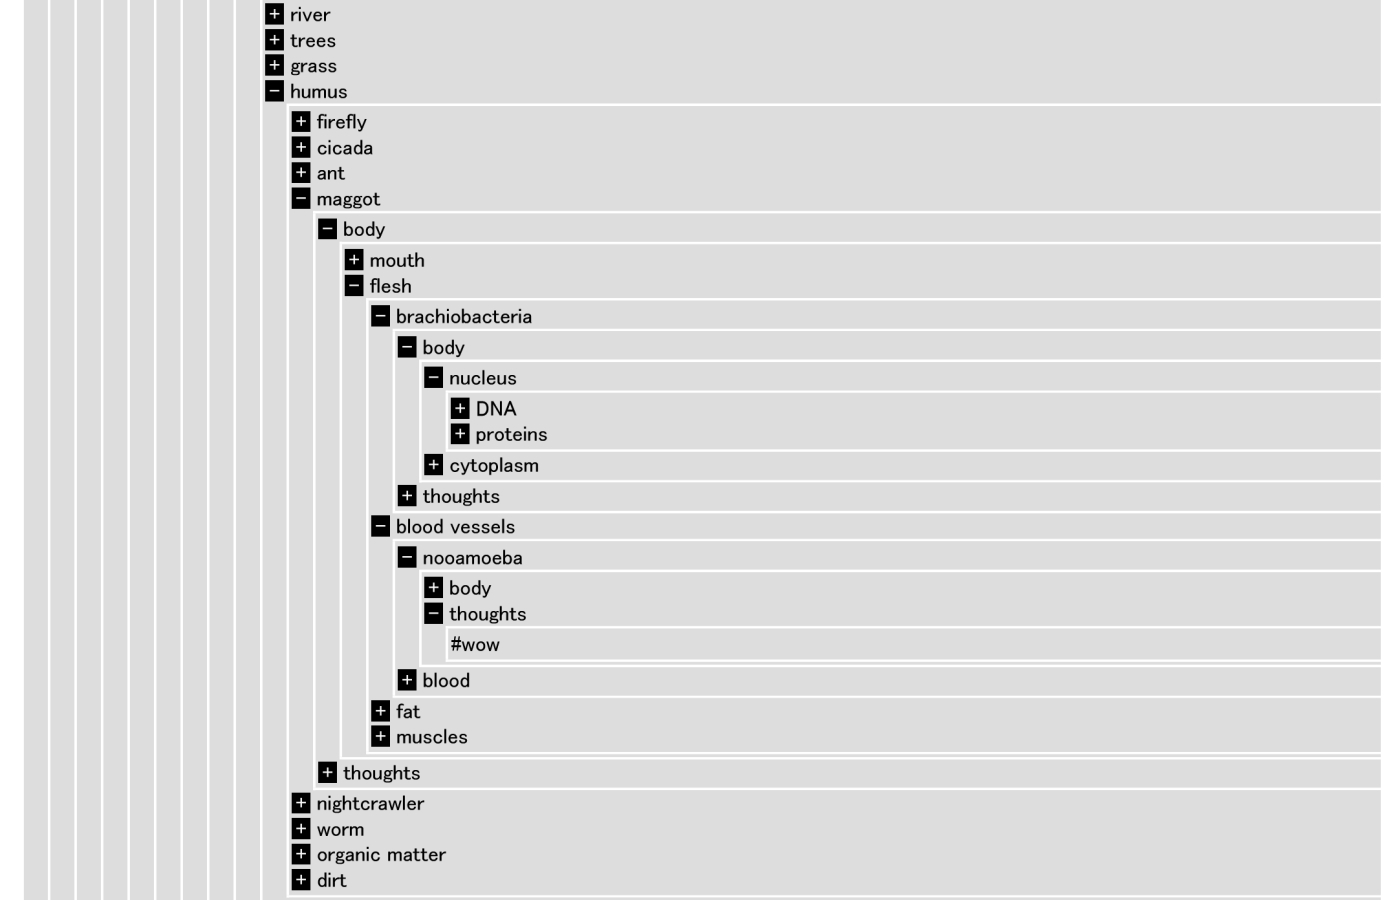 + river
+ trees
+ grass
− humus
+ firefly
+ cicada
+ ant
− maggot
− body
+ mouth
− flesh
− brachiobacteria
− body
− nucleus
+ DNA
+ proteins
+ cytoplasm
+ thoughts
− blood vessels
− nooamoeba
+ body
− thoughts
#wow
+ blood
+ fat
+ muscles
+ thoughts
+ nightcrawler
+ worm
+ organic matter
+ dirt